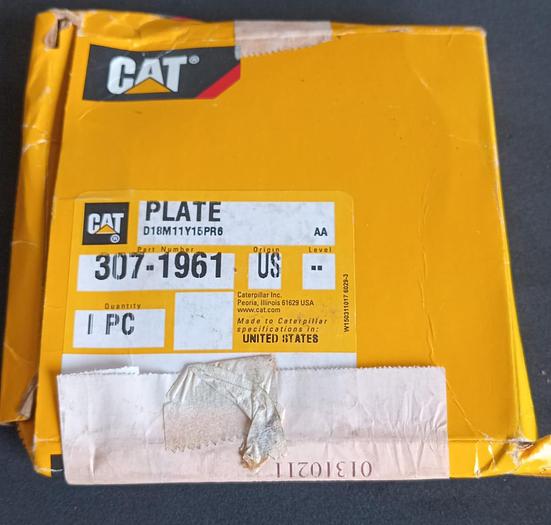 CAT®
CAT®
PLATE
D18M11Y15PR6 AA
Part Number Origin Level
307-1961 US --
Quantity
1 PC
Caterpillar Inc.
Peoria, Illinois 61629 USA
www.cat.com
Made to Caterpillar
specifications in:
UNITED STATES
W150311017 6029-3
01310211